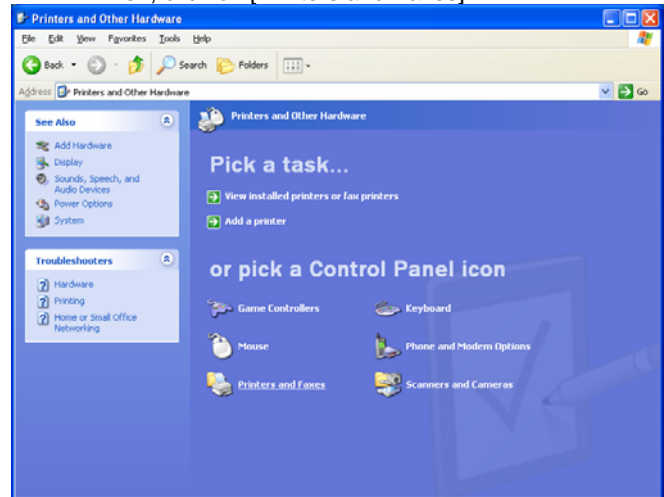 Printers and Other Hardware
File Edit View Favorites Tools Help
Back Search Folders
Address Printers and Other Hardware Go
See Also
Add Hardware
Display
Sounds, Speech, and
Audio Devices
Power Options
System
Troubleshooters
Hardware
Printing
Home or Small Office
Networking
Printers and Other Hardware
Pick a task...
View installed printers or fax printers
Add a printer
or pick a Control Panel icon
Game Controllers
Keyboard
Mouse
Phone and Modem Options
Printers and Faxes
Scanners and Cameras